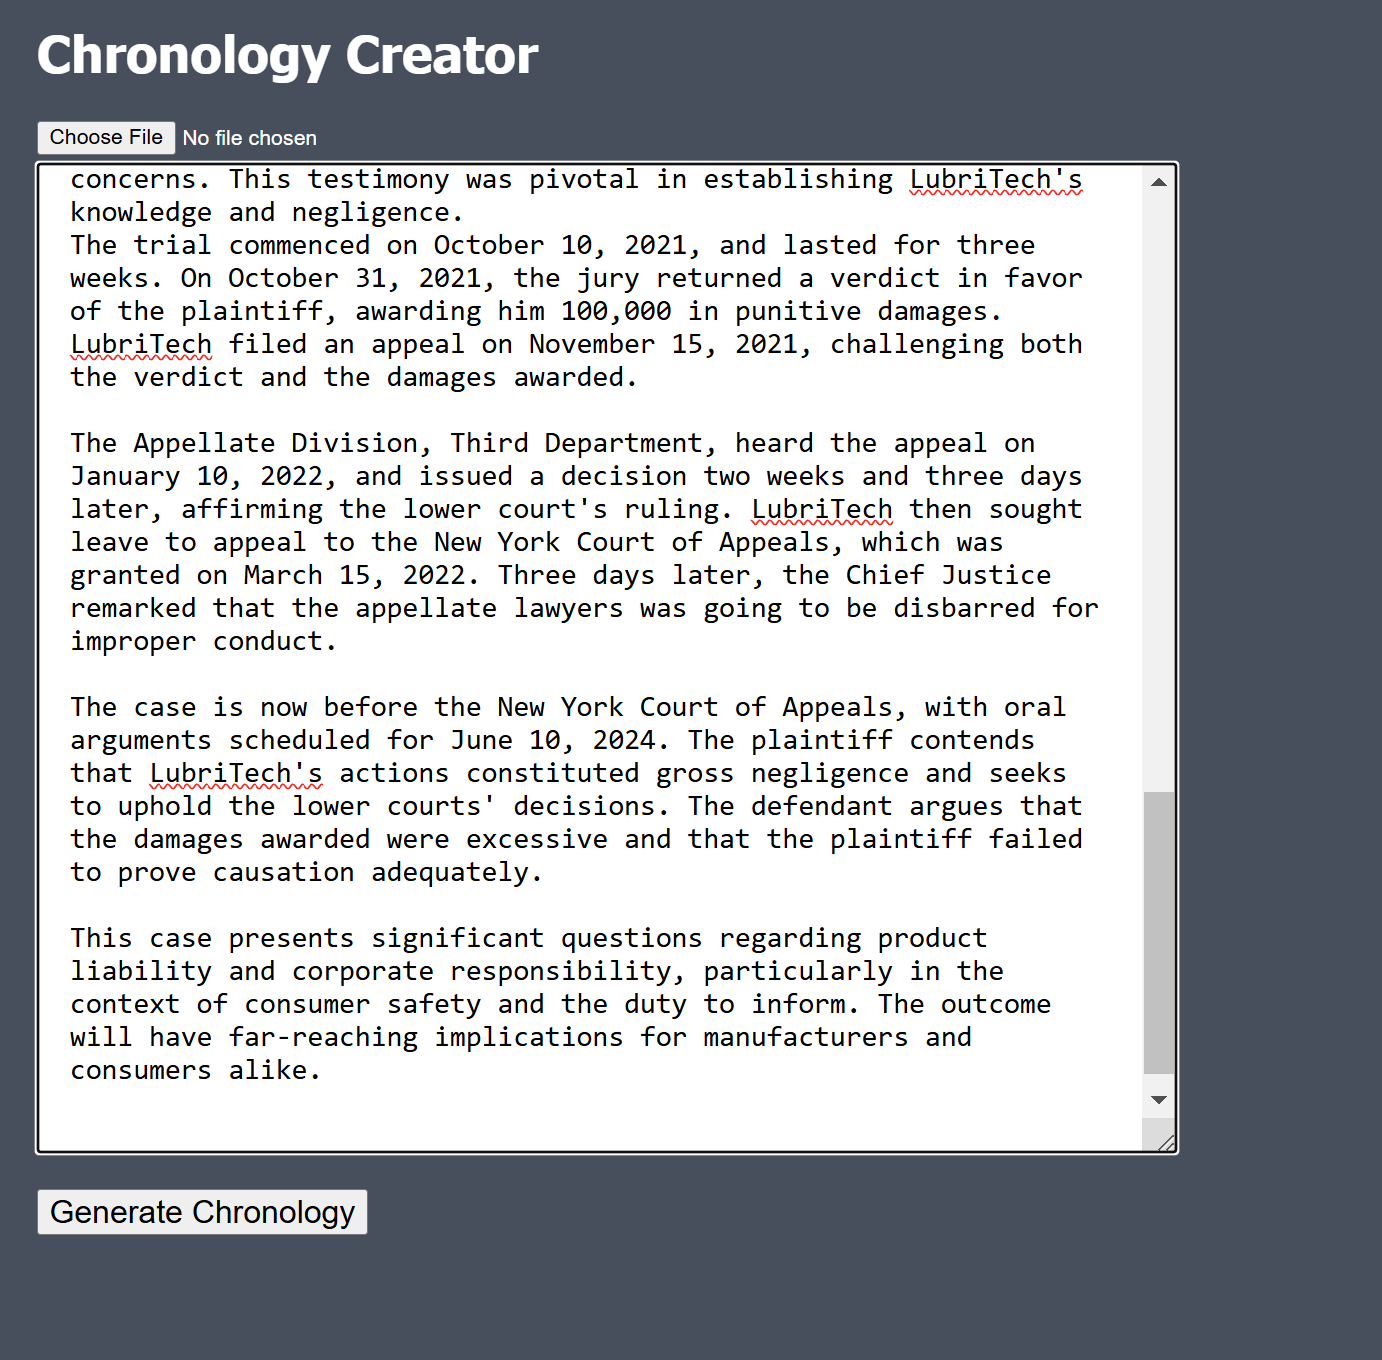 Chronology Creator
Choose File No file chosen
concerns. This testimony was pivotal in establishing LubriTech's
knowledge and negligence.
The trial commenced on October 10, 2021, and lasted for three
weeks. On October 31, 2021, the jury returned a verdict in favor
of the plaintiff, awarding him 100,000 in punitive damages.
LubriTech filed an appeal on November 15, 2021, challenging both
the verdict and the damages awarded.
The Appellate Division, Third Department, heard the appeal on
January 10, 2022, and issued a decision two weeks and three days
later, affirming the lower court's ruling. LubriTech then sought
leave to appeal to the New York Court of Appeals, which was
granted on March 15, 2022. Three days later, the Chief Justice
remarked that the appellate lawyers was going to be disbarred for
improper conduct.
The case is now before the New York Court of Appeals, with oral
arguments scheduled for June 10, 2024. The plaintiff contends
that LubriTech's actions constituted gross negligence and seeks
to uphold the lower courts' decisions. The defendant argues that
the damages awarded were excessive and that the plaintiff failed
to prove causation adequately.
This case presents significant questions regarding product
liability and corporate responsibility, particularly in the
context of consumer safety and the duty to inform. The outcome
will have far-reaching implications for manufacturers and
consumers alike.
Generate Chronology